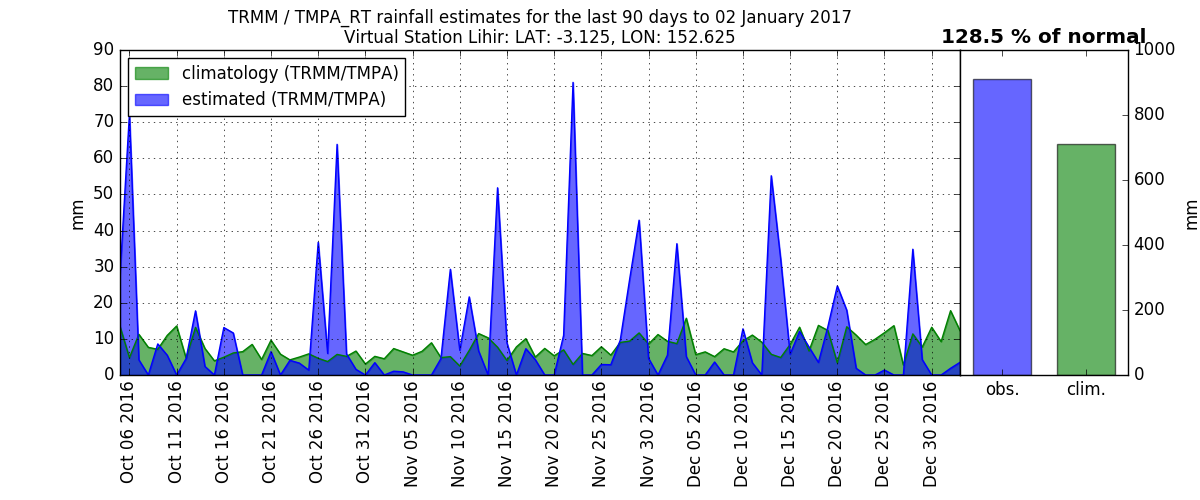 TRMM / TMPA_RT rainfall estimates for the last 90 days to 02 January 2017
Virtual Station Lihir: LAT: -3.125, LON: 152.625
128.5 % of normal
climatology (TRMM/TMPA)
estimated (TRMM/TMPA)
90
80
70
60
50
40
30
20
10
0
mm
Oct 06 2016
Oct 11 2016
Oct 16 2016
Oct 21 2016
Oct 26 2016
Oct 31 2016
Nov 05 2016
Nov 10 2016
Nov 15 2016
Nov 20 2016
Nov 25 2016
Nov 30 2016
Dec 05 2016
Dec 10 2016
Dec 15 2016
Dec 20 2016
Dec 25 2016
Dec 30 2016
obs.
clim.
1000
800
600
400
200
0
mm